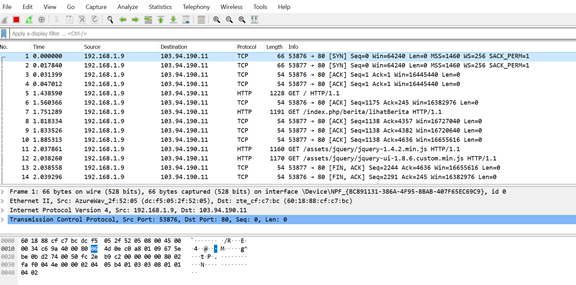 File Edit View Go Capture Analyze Statistics Telephony Wireless Tools Help
Apply a display filter ... <Ctrl-/>
No. Time Source Destination Protocol Length Info
1 0.000000 192.168.1.9 103.94.190.11 TCP 66 53876 → 80 [SYN] Seq=0 Win=64240 Len=0 MSS=1460 WS=256 SACK_PERM=1
2 0.017840 192.168.1.9 103.94.190.11 TCP 66 53877 → 80 [SYN] Seq=0 Win=64240 Len=0 MSS=1460 WS=256 SACK_PERM=1
3 0.031399 192.168.1.9 103.94.190.11 TCP 54 53876 → 80 [ACK] Seq=1 Ack=1 Win=16445440 Len=0
4 0.047012 192.168.1.9 103.94.190.11 TCP 54 53877 → 80 [ACK] Seq=1 Ack=1 Win=16445440 Len=0
5 1.438590 192.168.1.9 103.94.190.11 HTTP 1228 GET / HTTP/1.1
6 1.560366 192.168.1.9 103.94.190.11 TCP 54 53876 → 80 [ACK] Seq=1175 Ack=245 Win=16382976 Len=0
7 1.751289 192.168.1.9 103.94.190.11 HTTP 1191 GET /index.php/berita/lihatBerita HTTP/1.1
8 1.818334 192.168.1.9 103.94.190.11 TCP 54 53877 → 80 [ACK] Seq=1138 Ack=4357 Win=16727040 Len=0
9 1.833526 192.168.1.9 103.94.190.11 TCP 54 53877 → 80 [ACK] Seq=1138 Ack=4382 Win=16720640 Len=0
10 1.885313 192.168.1.9 103.94.190.11 TCP 54 53877 → 80 [ACK] Seq=1138 Ack=4636 Win=16655616 Len=0
11 2.037861 192.168.1.9 103.94.190.11 HTTP 1160 GET /assets/jquery/jquery-1.4.2.min.js HTTP/1.1
12 2.038260 192.168.1.9 103.94.190.11 HTTP 1170 GET /assets/jquery/jquery-ui-1.8.6.custom.min.js HTTP/1.1
13 2.038558 192.168.1.9 103.94.190.11 TCP 54 53877 → 80 [FIN, ACK] Seq=2244 Ack=4636 Win=16655616 Len=0
14 2.039296 192.168.1.9 103.94.190.11 TCP 54 53876 → 80 [FIN, ACK] Seq=2291 Ack=245 Win=16382976 Len=0
Frame 1: 66 bytes on wire (528 bits), 66 bytes captured (528 bits) on interface \Device\NPF_{BC891131-386A-4F95-8BAB-407F65EC69C9}, id 0
Ethernet II, Src: AzureWav_2f:52:05 (dc:f5:05:2f:52:05), Dst: zte_cf:c7:bc (60:18:88:cf:c7:bc)
Internet Protocol Version 4, Src: 192.168.1.9, Dst: 103.94.190.11
Transmission Control Protocol, Src Port: 53876, Dst Port: 80, Seq: 0, Len: 0
0000 60 18 88 cf c7 bc dc f5 05 2f 52 05 08 00 45 00
0010 00 34 c6 9a 40 00 80 06 4d 0e c0 a8 01 09 67 5e
0020 be 0b d2 74 00 50 fc 2e b9 c2 00 00 00 00 80 02
0030 fa f0 04 4e 00 00 02 04 05 b4 01 03 03 08 01 01
0040 04 02